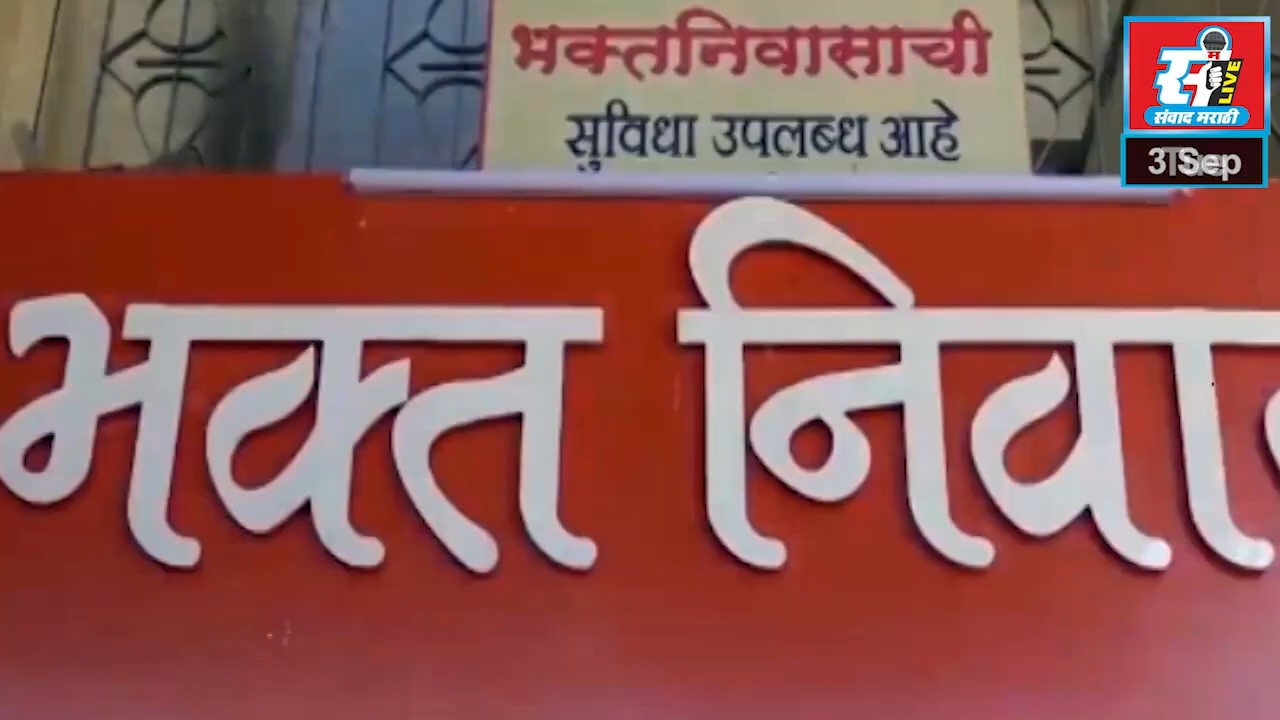 भक्तनिवासाची
सुविधा उपलब्ध आहे
स
म
LIVE
संवाद मराठी
3 Sep
भक्त निवा